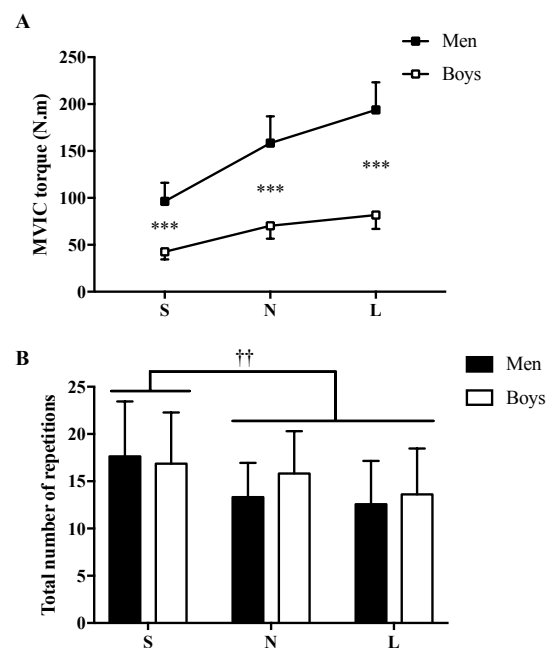 A
Men
Boys
MVIC torque (N.m)
250
200
150
100
50
0
***
***
***
S N L
B
Men
Boys
††
Total number of repetitions
25
20
15
10
5
0
S N L